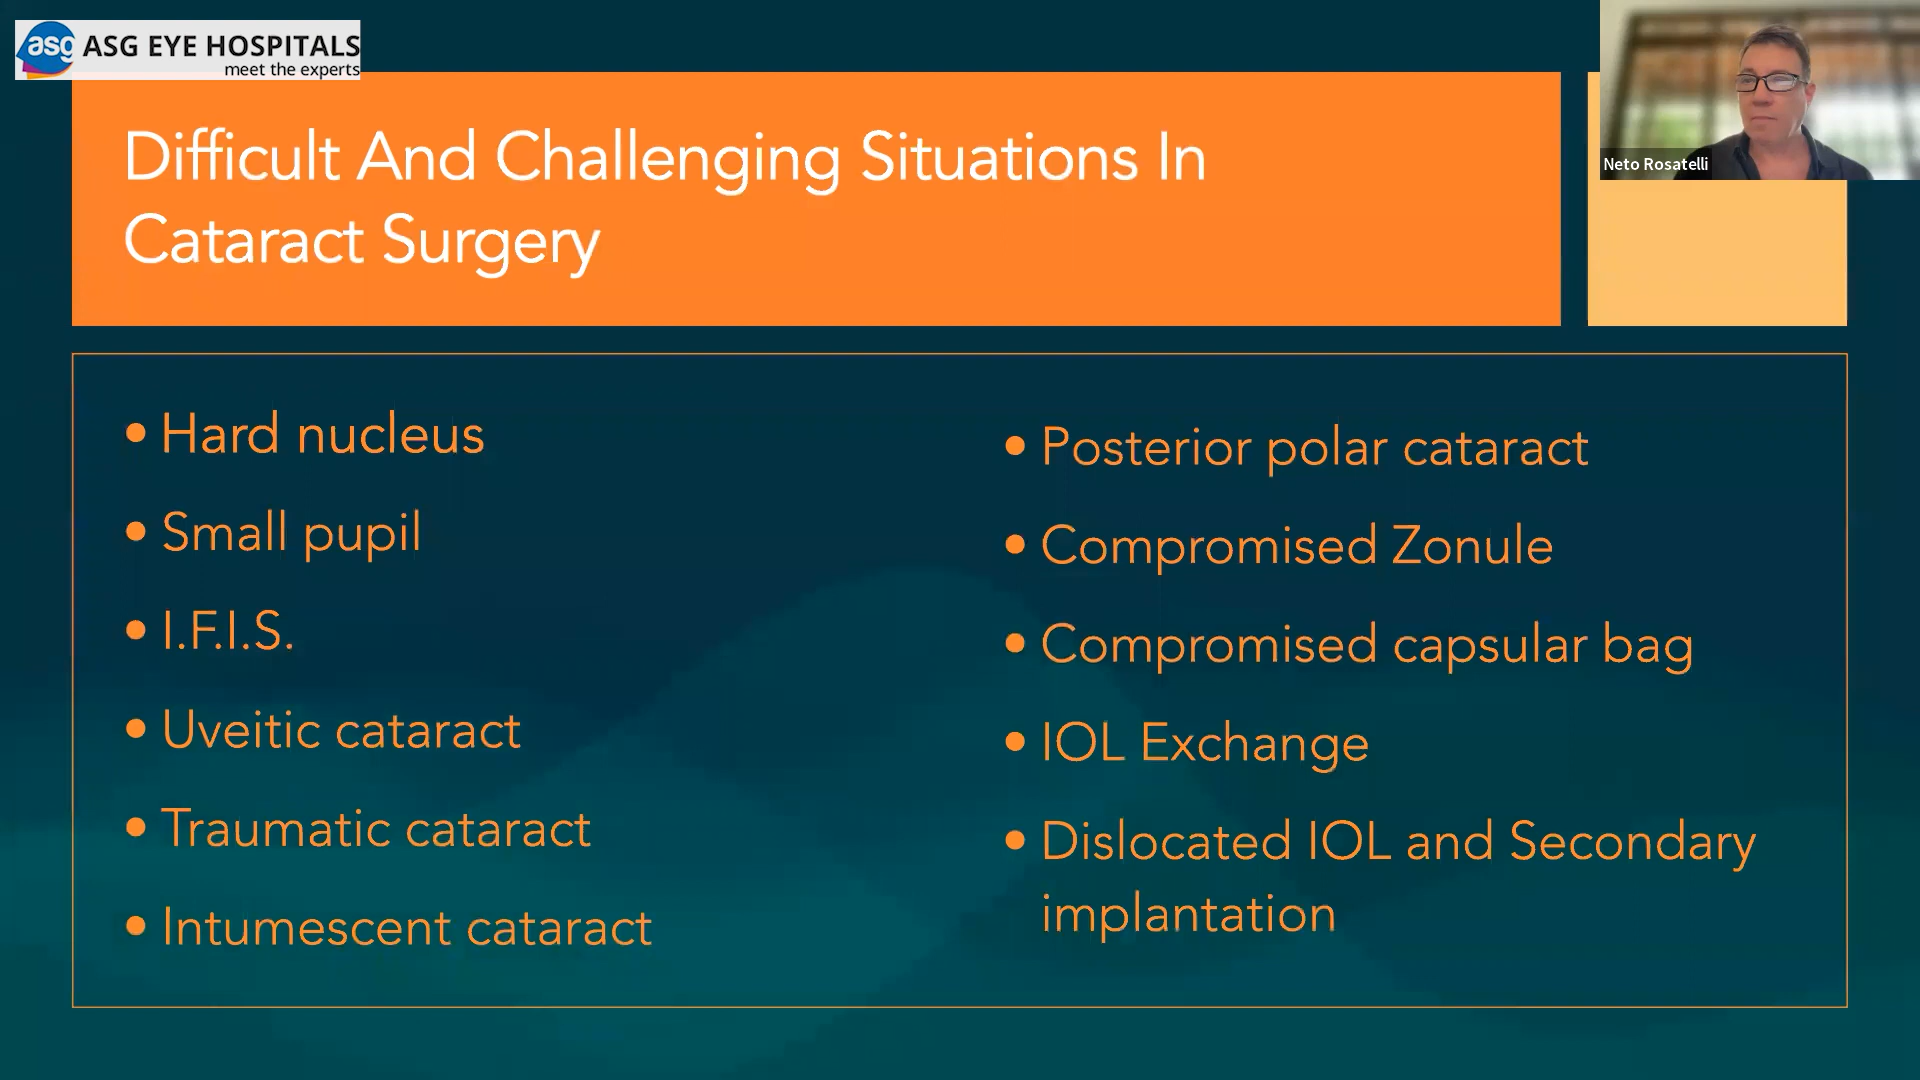 asg ASG EYE HOSPITALS
meet the experts
Neto Rosatelli
Difficult And Challenging Situations In
Cataract Surgery
• Hard nucleus
• Small pupil
• I.F.I.S.
• Uveitic cataract
• Traumatic cataract
• Intumescent cataract
• Posterior polar cataract
• Compromised Zonule
• Compromised capsular bag
• IOL Exchange
• Dislocated IOL and Secondary
implantation